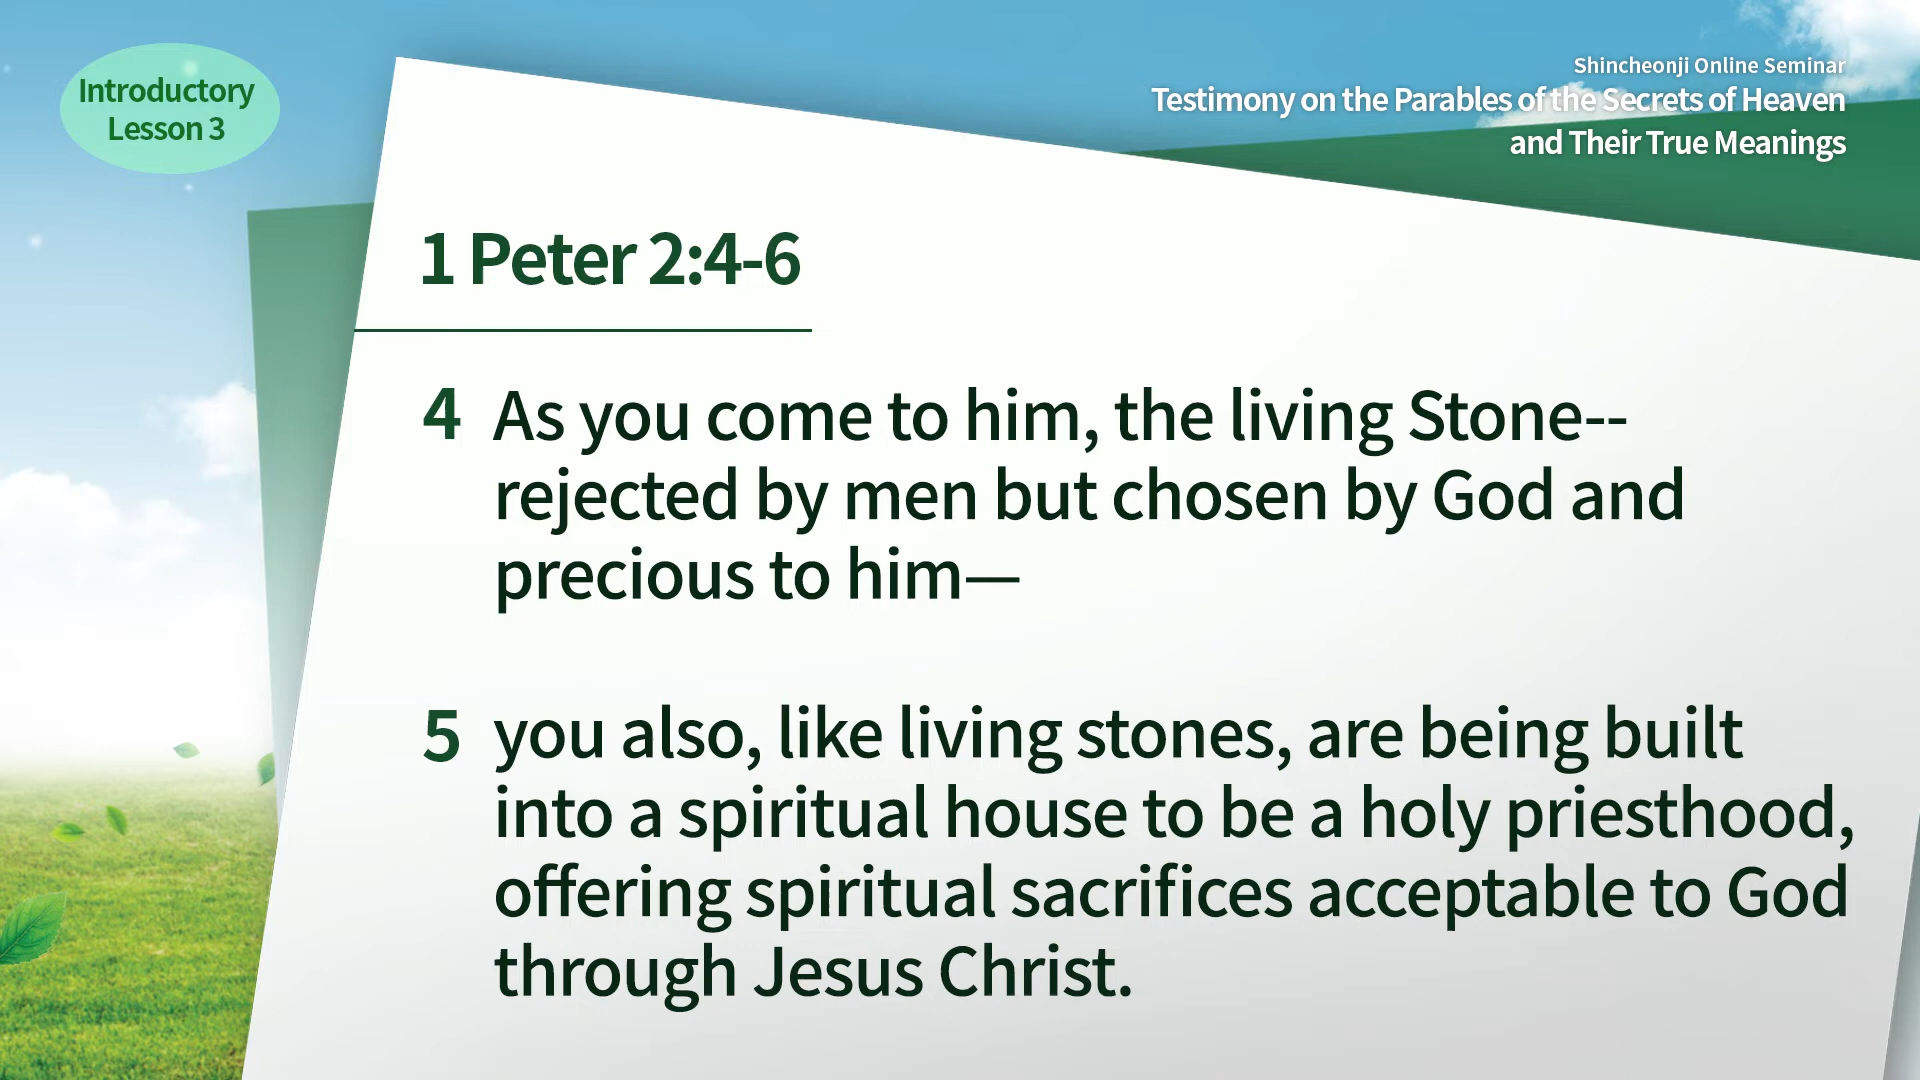 Introductory
Lesson 3
Shincheonji Online Seminar
Testimony on the Parables of the Secrets of Heaven
and Their True Meanings
1 Peter 2:4-6
4 As you come to him, the living Stone--
rejected by men but chosen by God and
precious to him—
5 you also, like living stones, are being built
into a spiritual house to be a holy priesthood,
offering spiritual sacrifices acceptable to God
through Jesus Christ.